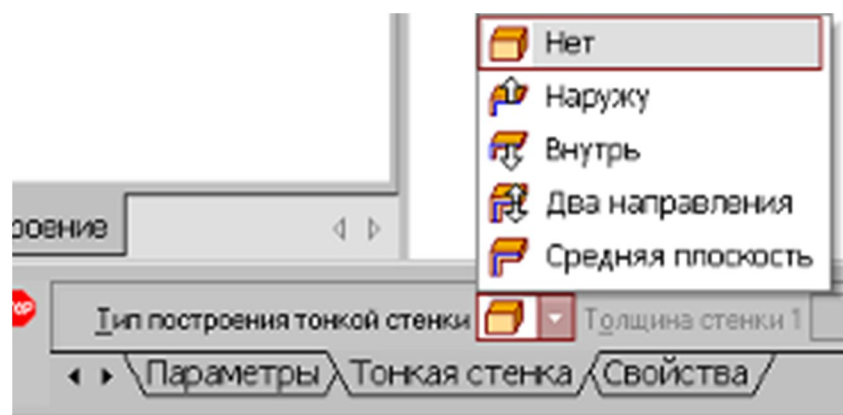 Нет
Наружу
Внутрь
Два направления
Средняя плоскость
роение
Тип построения тонкой стенки Толщина стенки 1
Параметры Тонкая стенка Свойства